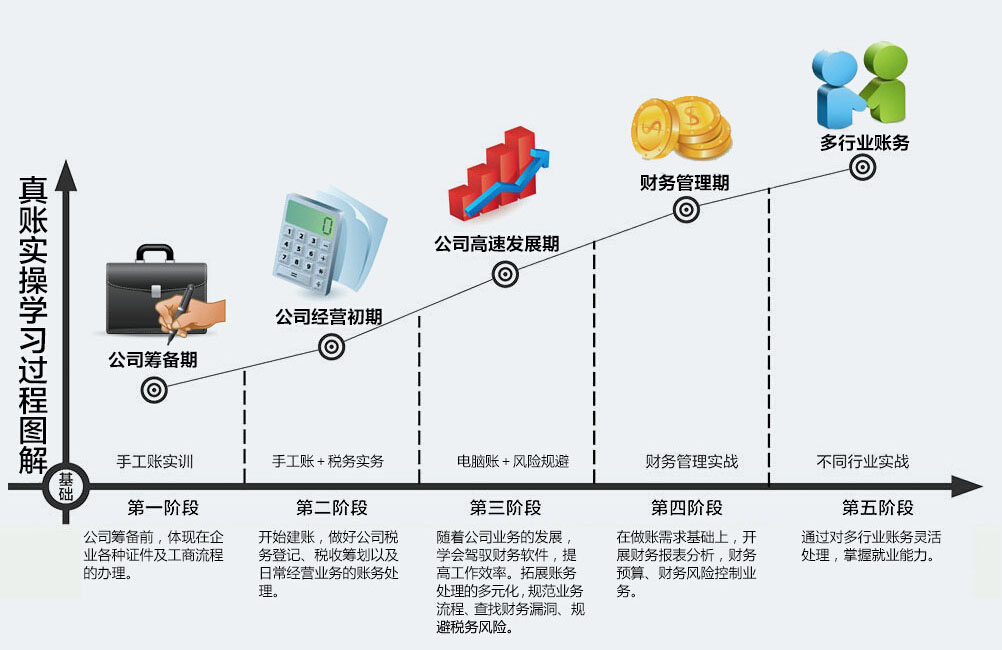 真账实操学习过程图解
多行业账务
财务管理期
公司高速发展期
公司经营初期
公司筹备期
手工账实训
手工账+税务实务
电脑账+风险规避
财务管理实战
不同行业实战
基础
第一阶段
第二阶段
第三阶段
第四阶段
第五阶段
公司筹备前，体现在企
业各种证件及工商流程
的办理。
开始建账，做好公司税
务登记、税收筹划以及
日常经营业务的账务处
理。
随着公司业务的发展，
学会驾驭财务软件，提
高工作效率。拓展账务
处理的多元化，规范业务
流程、查找财务漏洞、规
避税务风险。
在做账需求基础上，开
展财务报表分析，财务
预算、财务风险控制业
务。
通过对多行业账务灵活
处理，掌握就业能力。